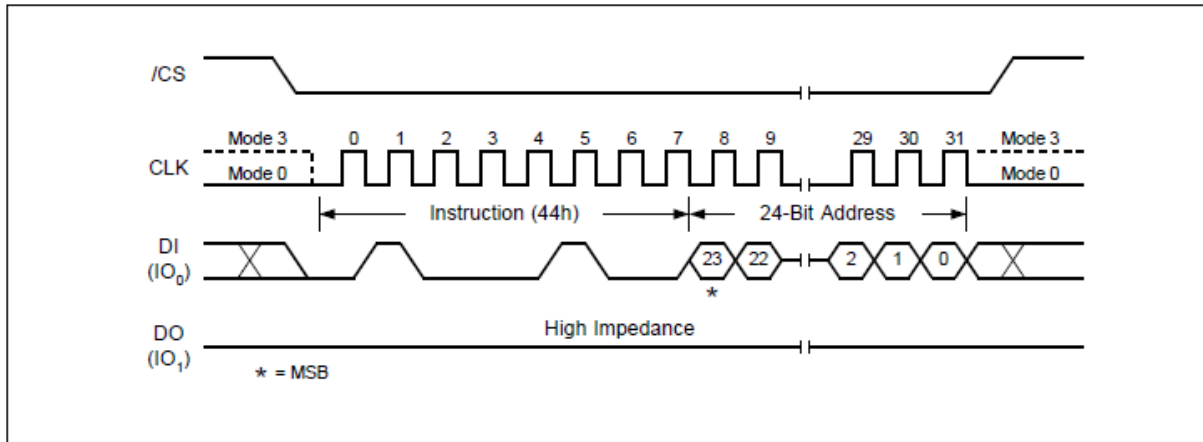 /CS
Mode 3 0 1 2 3 4 5 6 7 8 9 29 30 31 Mode 3
CLK
Mode 0 Mode 0
Instruction (44h) 24-Bit Address
DI
(IO0)
23 22 2 1 0
*
High Impedance
DO
(IO1)
* = MSB